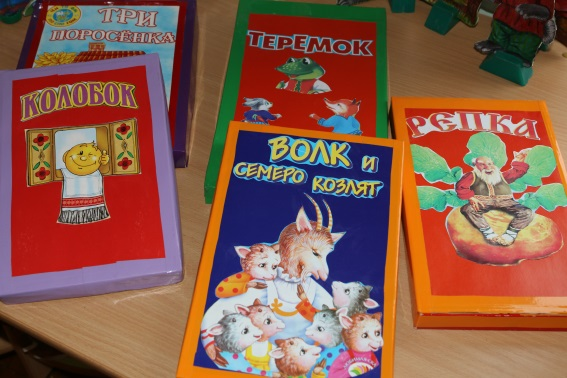 ТРИ
ПОРОСЁНКА
ТЕРЕМОК
КОЛОБОК
ВОЛК И
СЕМЕРО КОЗЛЯТ
РЕПКА